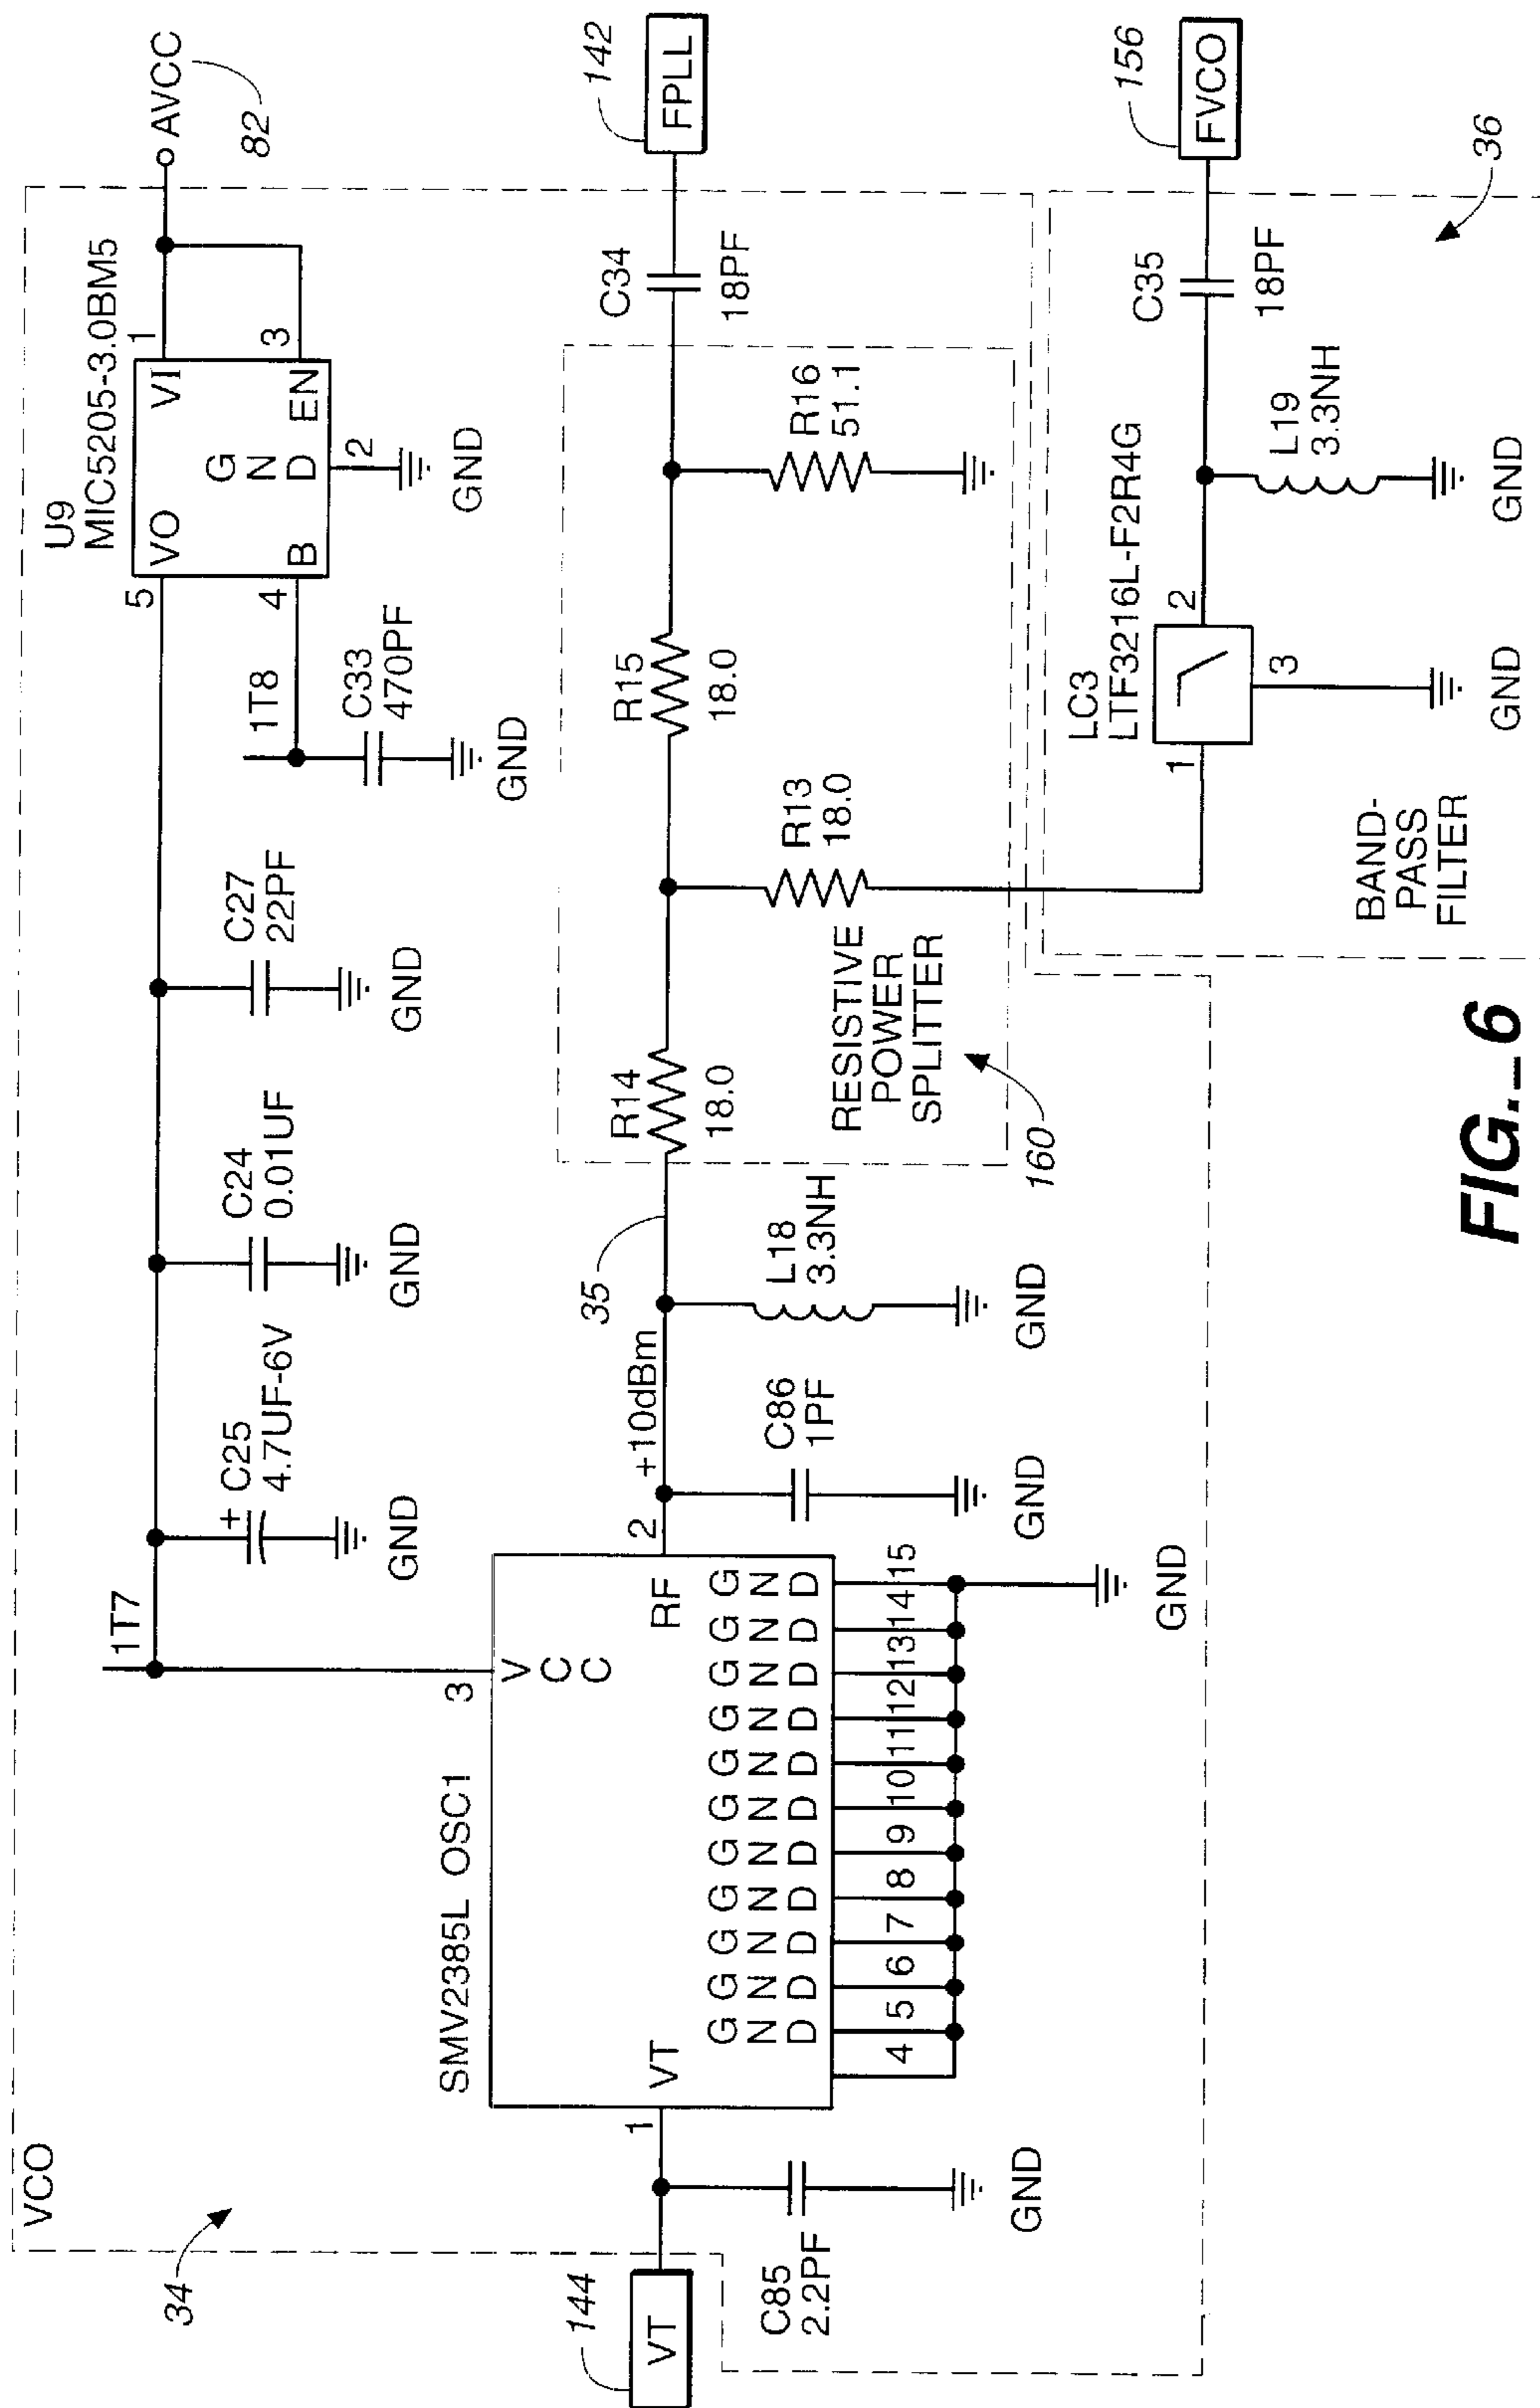 VCO
34
144
VT
C85
2.2PF
GND
1
VT
SMV2385L OSC1
3
V
C
C
RF
2
G G G G G G G G G G G
N N N N N N N N N N N
D D D D D D D D D D D
4 5 6 7 8 9 10 11 12 13 14 15
GND
1T7
+
C25
4.7UF-6V
GND
C24
0.01UF
GND
C27
22PF
GND
1T8
C33
470PF
GND
U9
MIC5205-3.0BM5
5
VO
VI
1
4
B
G
N
D
EN
3
2
GND
AVCC
82
+10dBm
C86
1PF
GND
35
L18
3.3NH
GND
R14
18.0
R15
18.0
R13
18.0
R16
51.1
RESISTIVE
POWER
SPLITTER
160
C34
18PF
142
FPLL
LC3
LTF3216L-F2R4G
1
2
3
GND
L19
3.3NH
GND
C35
18PF
156
FVCO
36
BAND-
PASS
FILTER
FIG._6